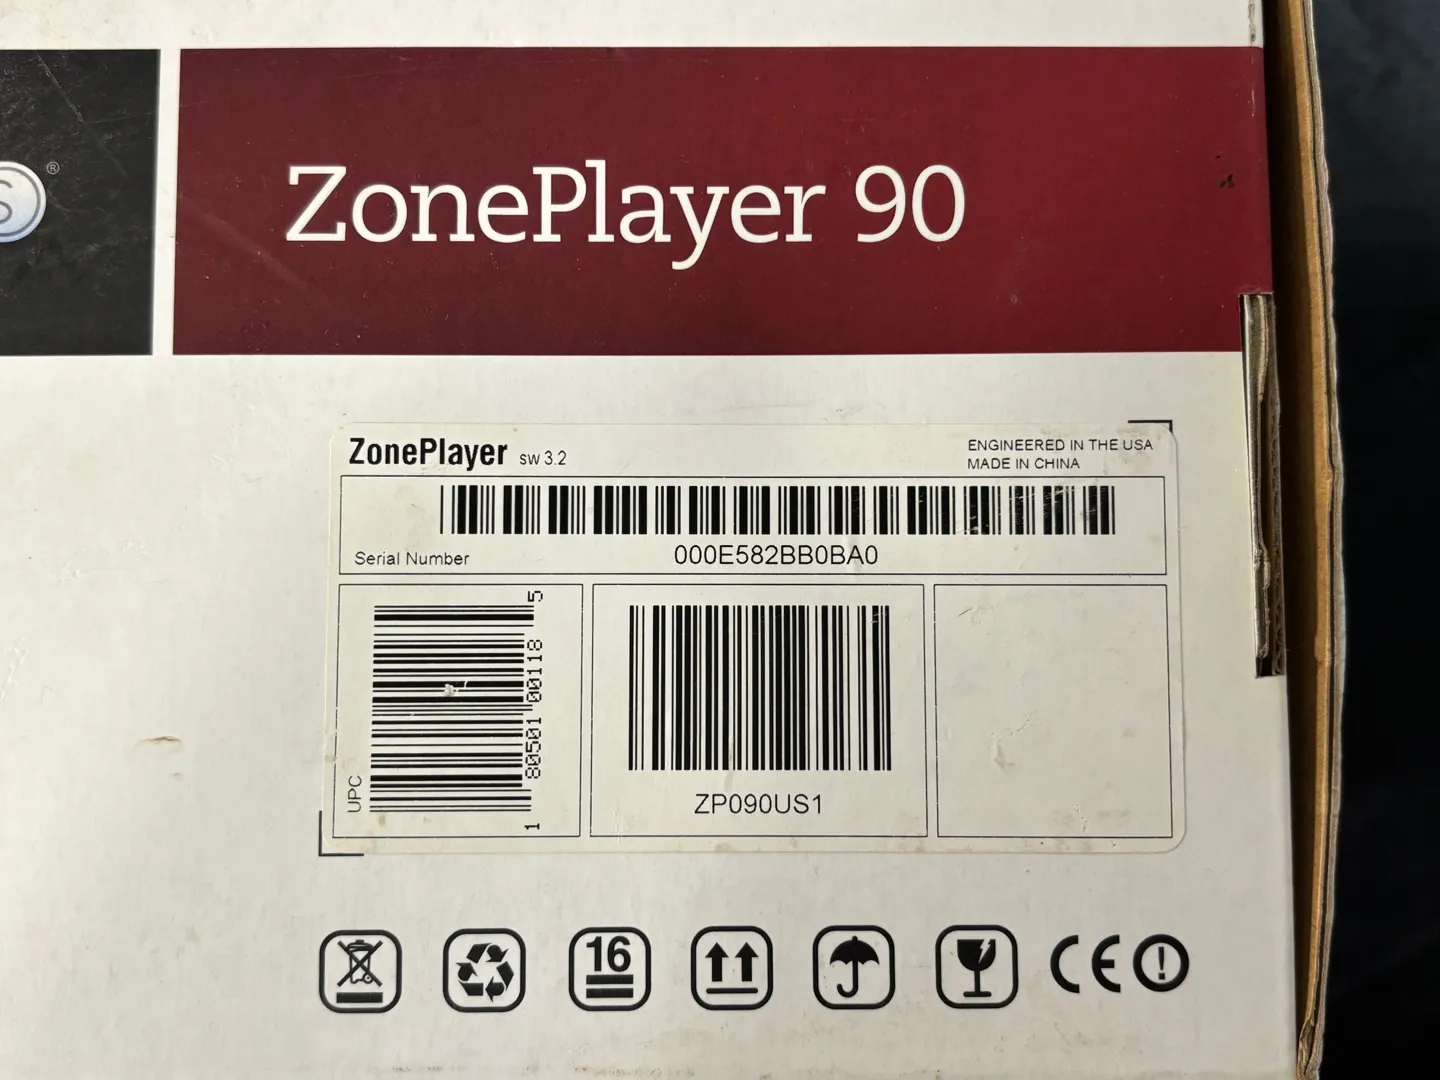 S®
ZonePlayer 90
ZonePlayer sw 3.2
ENGINEERED IN THE USA
MADE IN CHINA
Serial Number
000E582BB0BA0
UPC
1 80501 00118 5
ZP090US1
16
CE